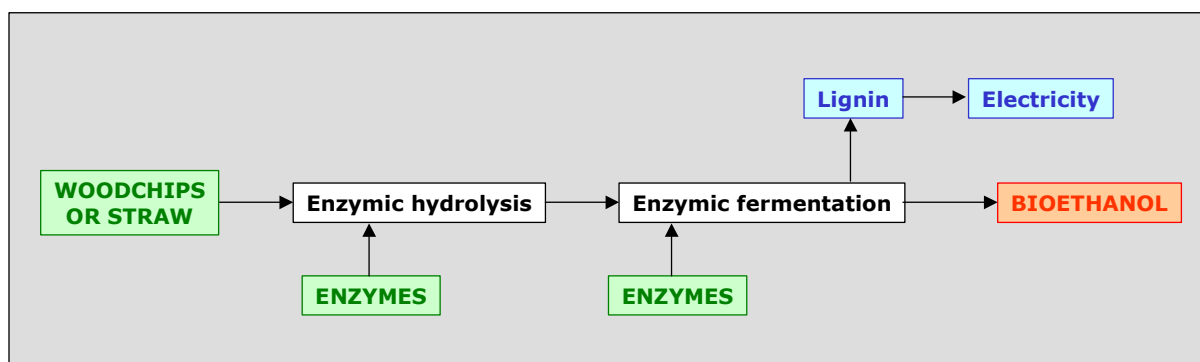 Lignin
Electricity
WOODCHIPS
OR STRAW
Enzymic hydrolysis
Enzymic fermentation
BIOETHANOL
ENZYMES
ENZYMES